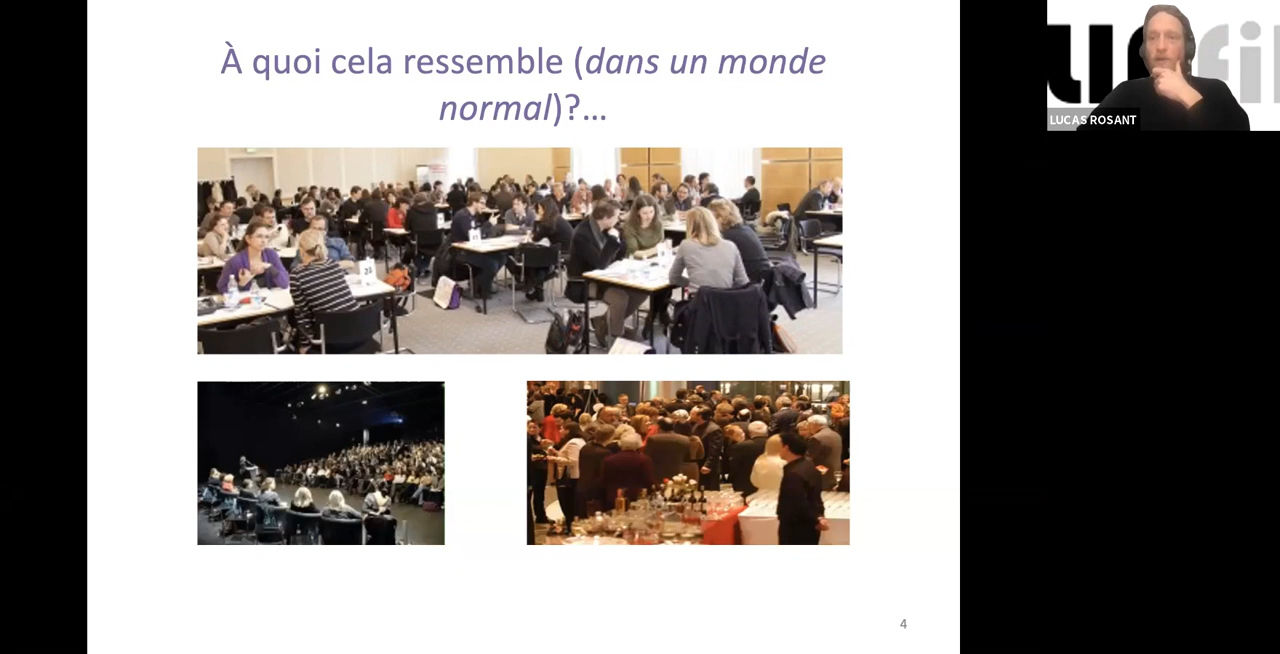 À quoi cela ressemble (dans un monde
normal)?...
LUCAS ROSANT
4